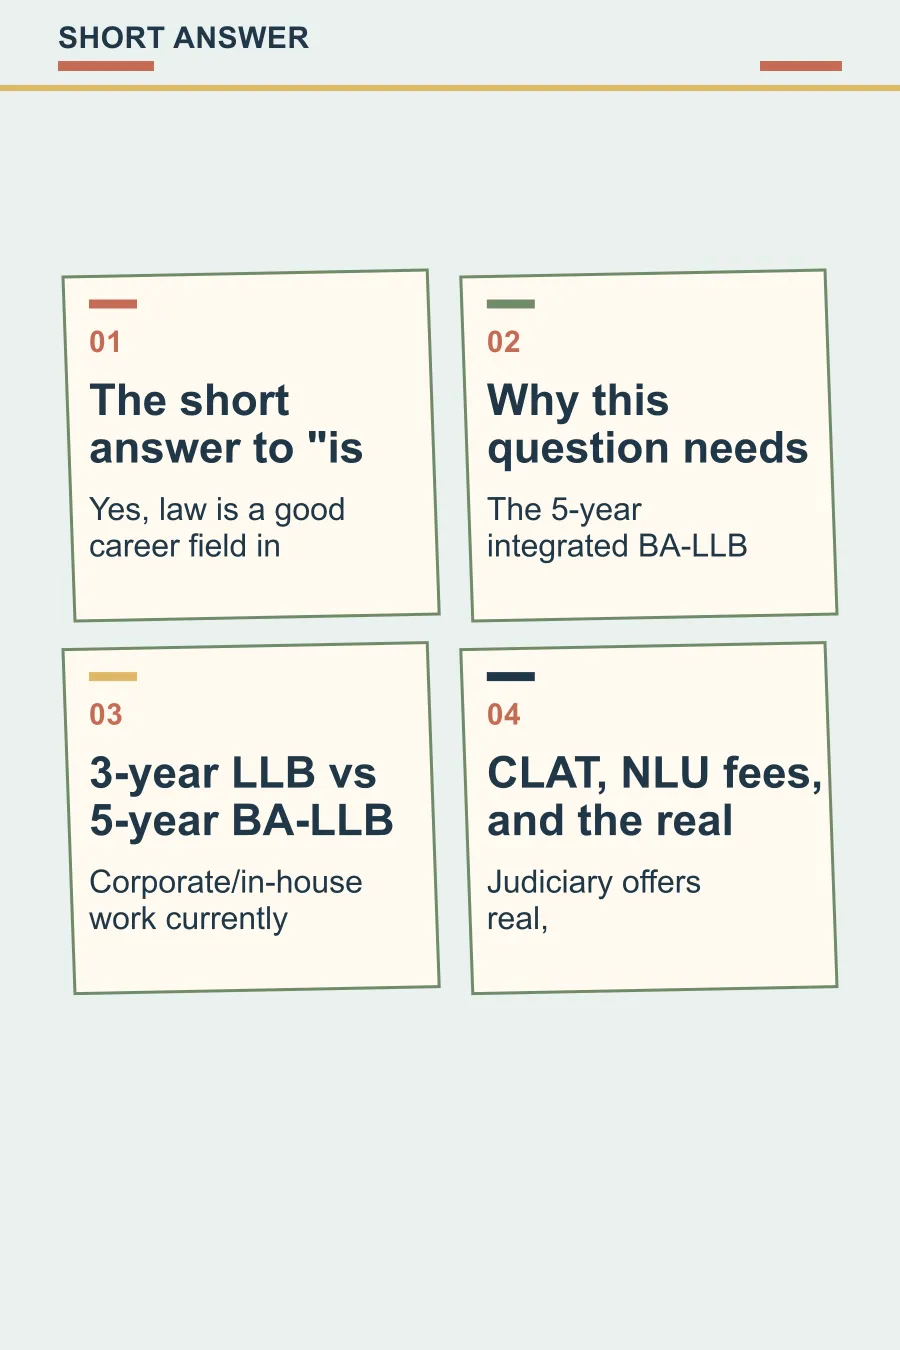 SHORT ANSWER
01
The short
answer to "is
Yes, law is a good
career field in
02
Why this
question needs
The 5-year
integrated BA-LLB
03
3-year LLB vs
5-year BA-LLB
Corporate/in-house
work currently
04
CLAT, NLU fees,
and the real
Judiciary offers
real,